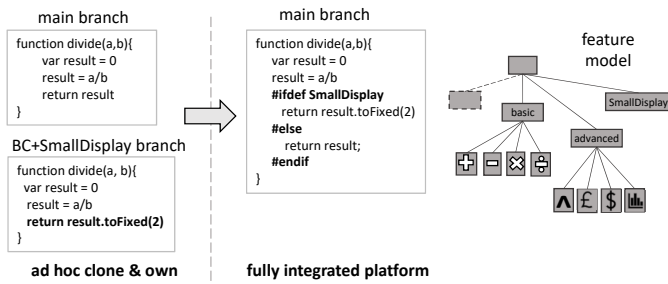 main branch
function divide(a,b){
var result = 0
result = a/b
return result
}
BC+SmallDisplay branch
function divide(a, b){
var result = 0
result = a/b
return result.toFixed(2)
}
ad hoc clone & own
main branch
function divide(a,b){
var result = 0
result = a/b
#ifdef SmallDisplay
return result.toFixed(2)
#else
return result;
#endif
}
fully integrated platform
feature
model
SmallDisplay
basic
advanced
+ − × ÷
∧ £ $